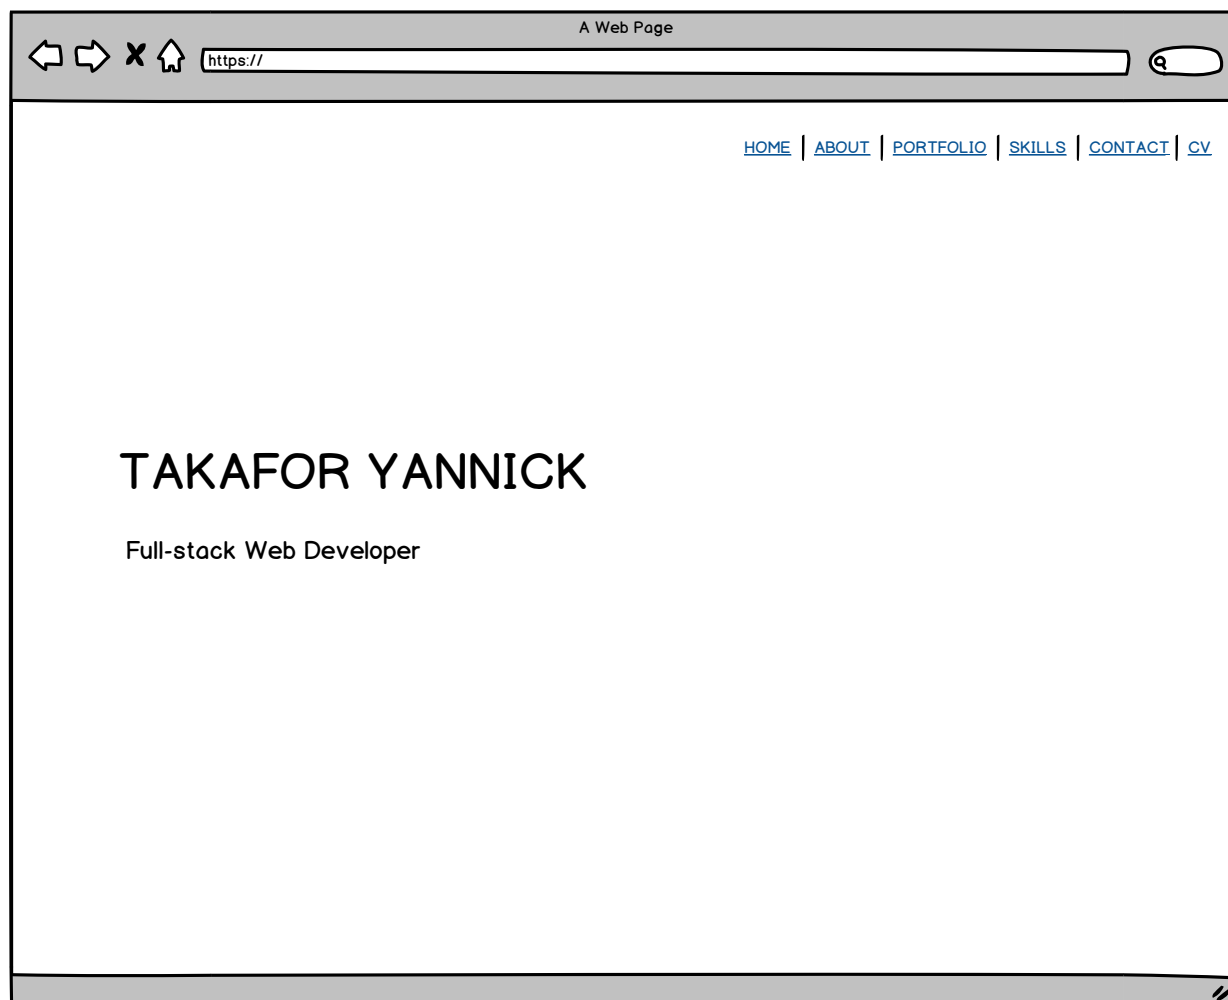 A Web Page
https://
HOME | ABOUT | PORTFOLIO | SKILLS | CONTACT | CV
TAKAFOR YANNICK
Full-stack Web Developer